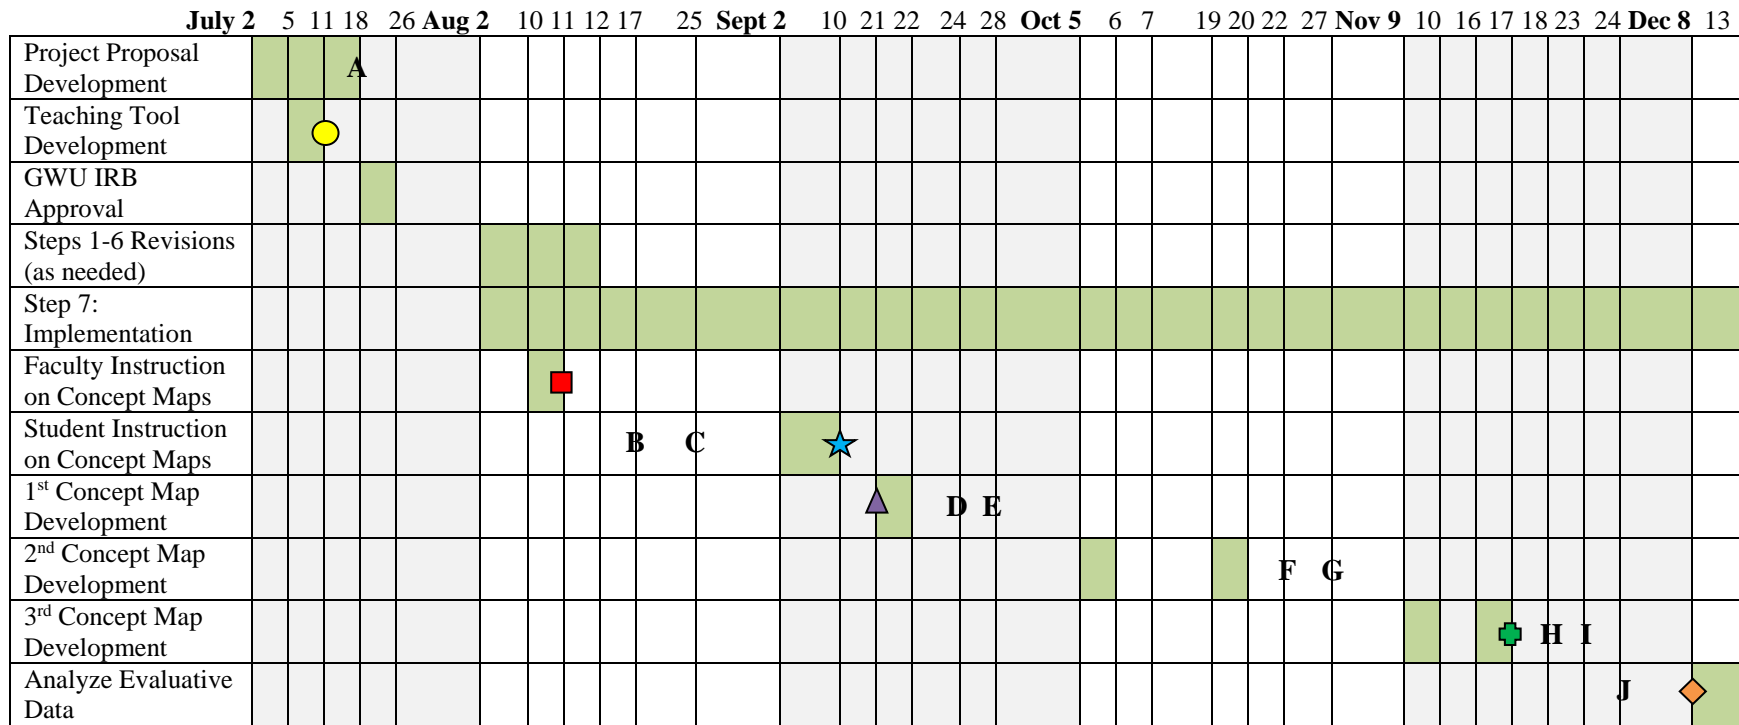 July 2 5 11 18 26 Aug 2 10 11 12 17 25 Sept 2 10 21 22 24 28 Oct 5 6 7 19 20 22 27 Nov 9 10 16 17 18 23 24 Dec 8 13
Project Proposal
Development
A
Teaching Tool
Development
GWU IRB
Approval
Steps 1-6 Revisions
(as needed)
Step 7:
Implementation
Faculty Instruction
on Concept Maps
Student Instruction
on Concept Maps
B C
1st Concept Map
Development
D E
2nd Concept Map
Development
F G
3rd Concept Map
Development
H I
Analyze Evaluative
Data
J